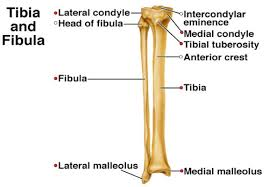 Tibia
and
Fibula
Lateral condyle
Head of fibula
Intercondylar
eminence
Medial condyle
Tibial tuberosity
Anterior crest
Fibula
Tibia
Lateral malleolus
Medial malleolus